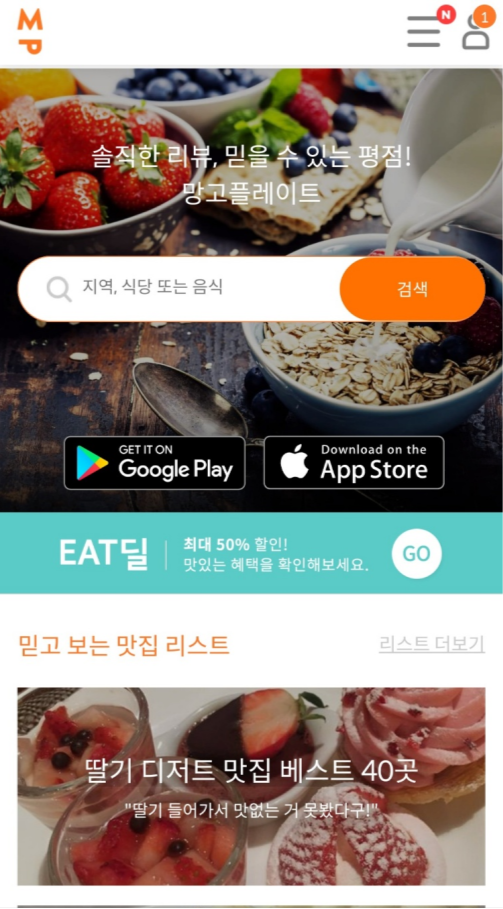 MP
N
1
솔직한 리뷰, 믿을 수 있는 평점!
망고플레이트
지역, 식당 또는 음식
검색
GET IT ON
Google Play
Download on the
App Store
EAT딜
최대 50% 할인!
맛있는 혜택을 확인해보세요.
GO
믿고 보는 맛집 리스트
리스트 더보기
딸기 디저트 맛집 베스트 40곳
"딸기 들어가서 맛없는 거 못봤다구!"